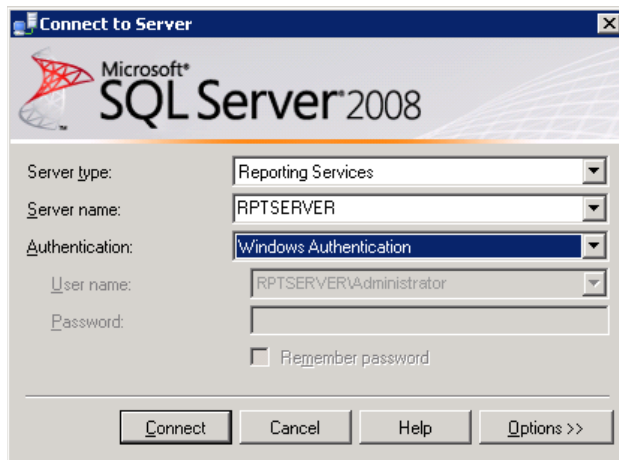 Connect to Server
Microsoft®
SQL Server® 2008
Server type: Reporting Services
Server name: RPTSERVER
Authentication: Windows Authentication
User name: RPTSERVER\Administrator
Password:
Remember password
Connect Cancel Help Options >>